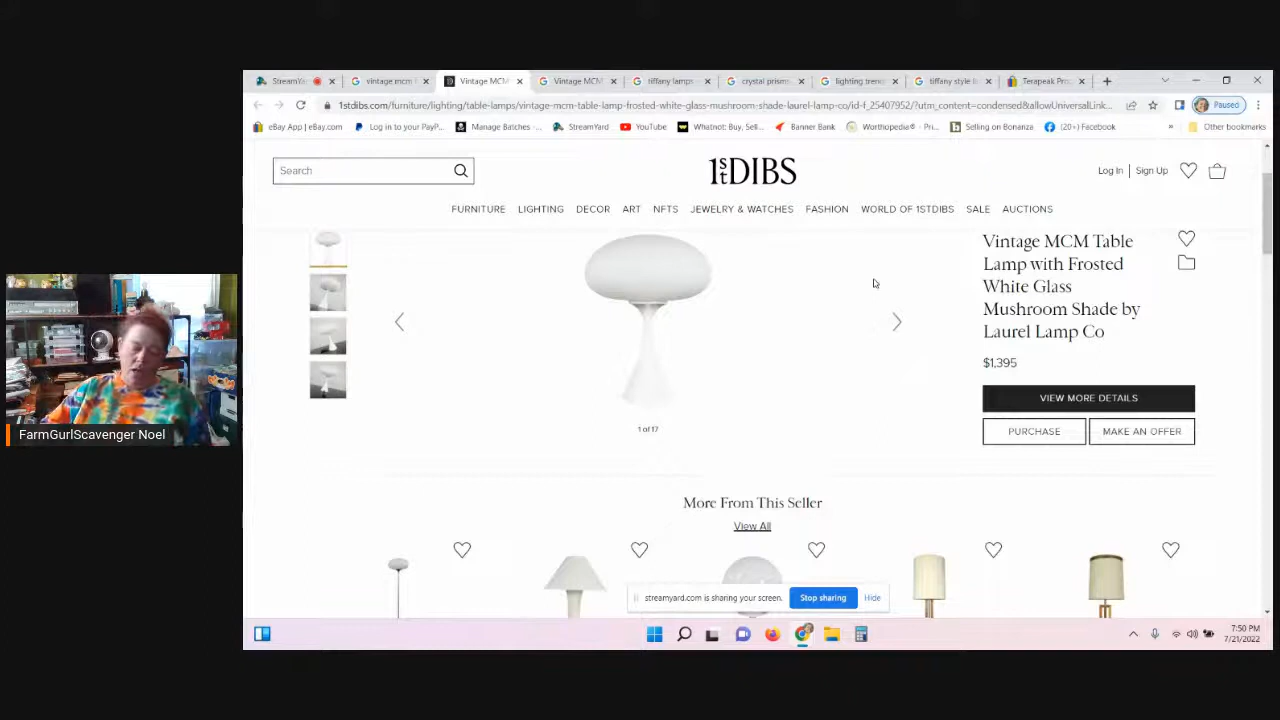 StreamYar
vintage mcm
Vintage MCM
Vintage MCM
tiffany lamps
crystal prisms
lighting trend
tiffany style l
Terapeak Pro
1stdibs.com/furniture/lighting/table-lamps/vintage-mcm-table-lamp-frosted-white-glass-mushroom-shade-laurel-lamp-co/id-f_25407952/?utm_content=condensed&allowUniversalLink...
Paused
eBay App | eBay.com
Log in to your PayP...
Manage Batches -...
StreamYard
YouTube
Whatnot: Buy, Sell...
Banner Bank
Worthopedia® - Pri...
Selling on Bonanza
(20+) Facebook
»
Other bookmarks
Search
1stDIBS
Log In | Sign Up
FURNITURE LIGHTING DECOR ART NFTS JEWELRY & WATCHES FASHION WORLD OF 1STDIBS SALE AUCTIONS
Vintage MCM Table
Lamp with Frosted
White Glass
Mushroom Shade by
Laurel Lamp Co
$1,395
VIEW MORE DETAILS
PURCHASE
MAKE AN OFFER
1 of 17
FarmGurlScavenger Noel
More From This Seller
View All
streamyard.com is sharing your screen.
Stop sharing
Hide
7:50 PM
7/21/2022